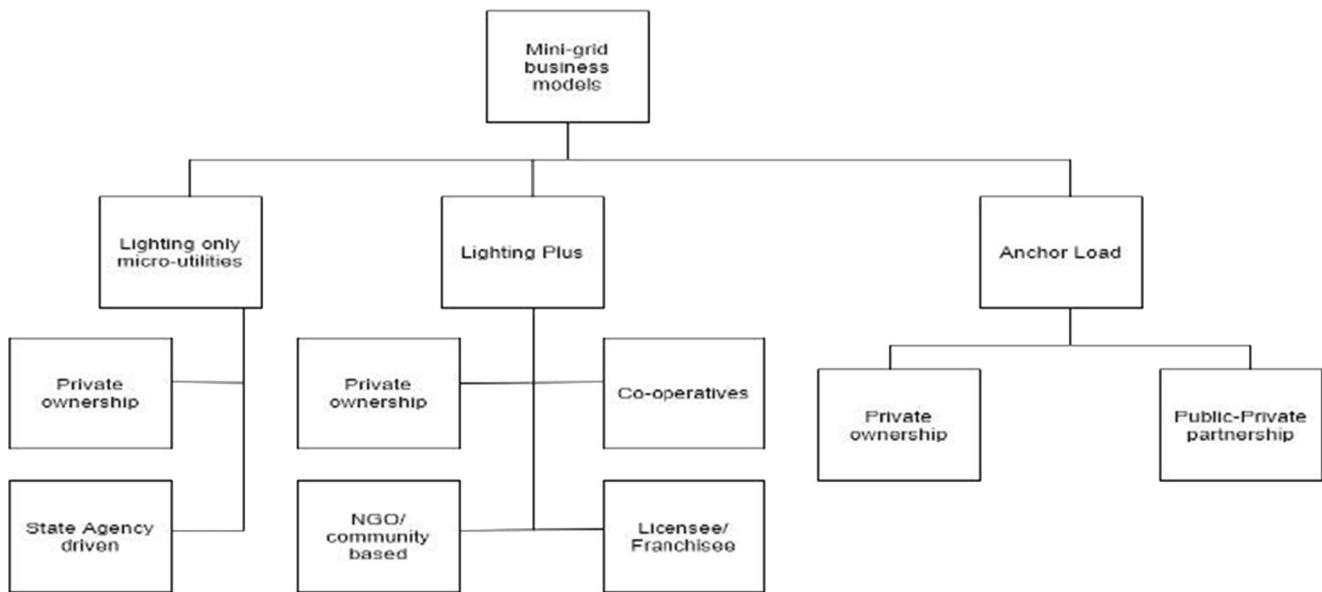 Mini-grid
business
models
Lighting only
micro-utilities
Lighting Plus
Anchor Load
Private
ownership
Private
ownership
Co-operatives
Private
ownership
Public-Private
partnership
State Agency
driven
NGO/
community
based
Licensee/
Franchisee